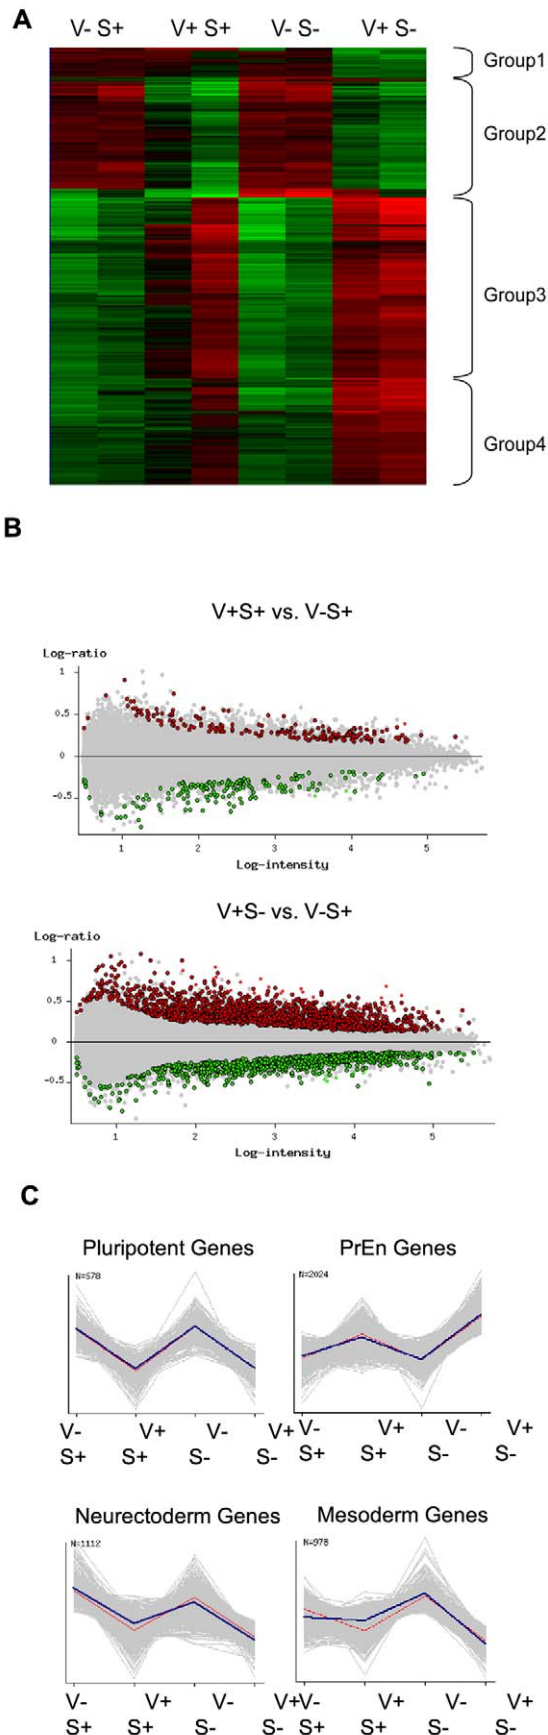 A
V- S+ V+ S+ V- S- V+ S-
Group1
Group2
Group3
Group4
B
V+S+ vs. V-S+
Log-ratio
1
0.5
0
-0.5
1 2 3 4 5
Log-intensity
V+S- vs. V-S+
Log-ratio
1
0.5
0
-0.5
1 2 3 4 5
Log-intensity
C
Pluripotent Genes PrEn Genes
N=578 N=2024
V- V+ V- V+ V- V+ V- V+
S+ S+ S- S- S+ S+ S- S-
Neurectoderm Genes Mesoderm Genes
N=1112 N=978
V- V+ V- V+ V- V+ V- V+
S+ S+ S- S- S+ S+ S- S-